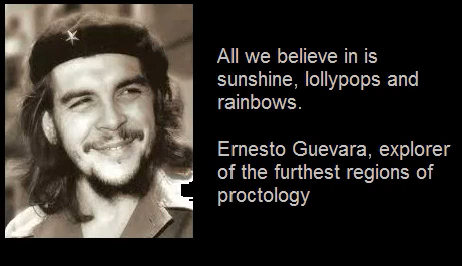 All we believe in is
sunshine, lollypops and
rainbows.
Ernesto Guevara, explorer
of the furthest regions of
proctology